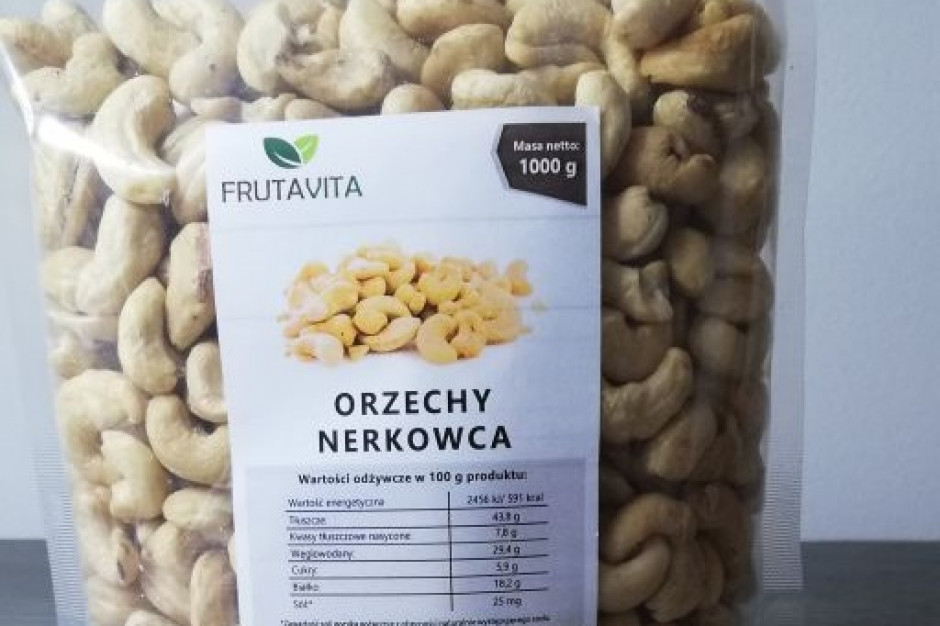 FRUTAVITA
Masa netto:
1000 g
ORZECHY
NERKOWCA
Wartości odżywcze w 100 g produktu:
Wartość energetyczna 2456 kJ/ 591 kcal
Tłuszcze: 43,8 g
Kwasy tłuszczowe nasycone: 7,8 g
Węglowodany: 29,4 g
Cukry: 5,9 g
Białko: 18,2 g
Sól* 25 mg